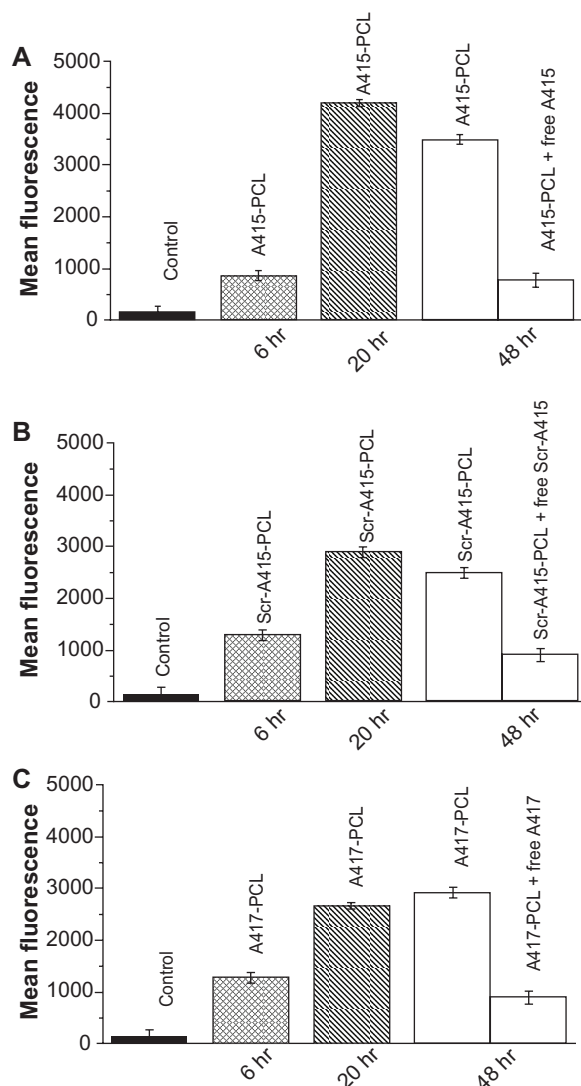 A
Mean fluorescence
5000
4000
3000
2000
1000
0
Control
A415-PCL
A415-PCL
A415-PCL
A415-PCL + free A415
6 hr
20 hr
48 hr
B
Mean fluorescence
5000
4000
3000
2000
1000
0
Control
Scr-A415-PCL
Scr-A415-PCL
Scr-A415-PCL
Scr-A415-PCL + free Scr-A415
6 hr
20 hr
48 hr
C
Mean fluorescence
5000
4000
3000
2000
1000
0
Control
A417-PCL
A417-PCL
A417-PCL
A417-PCL + free A417
6 hr
20 hr
48 hr